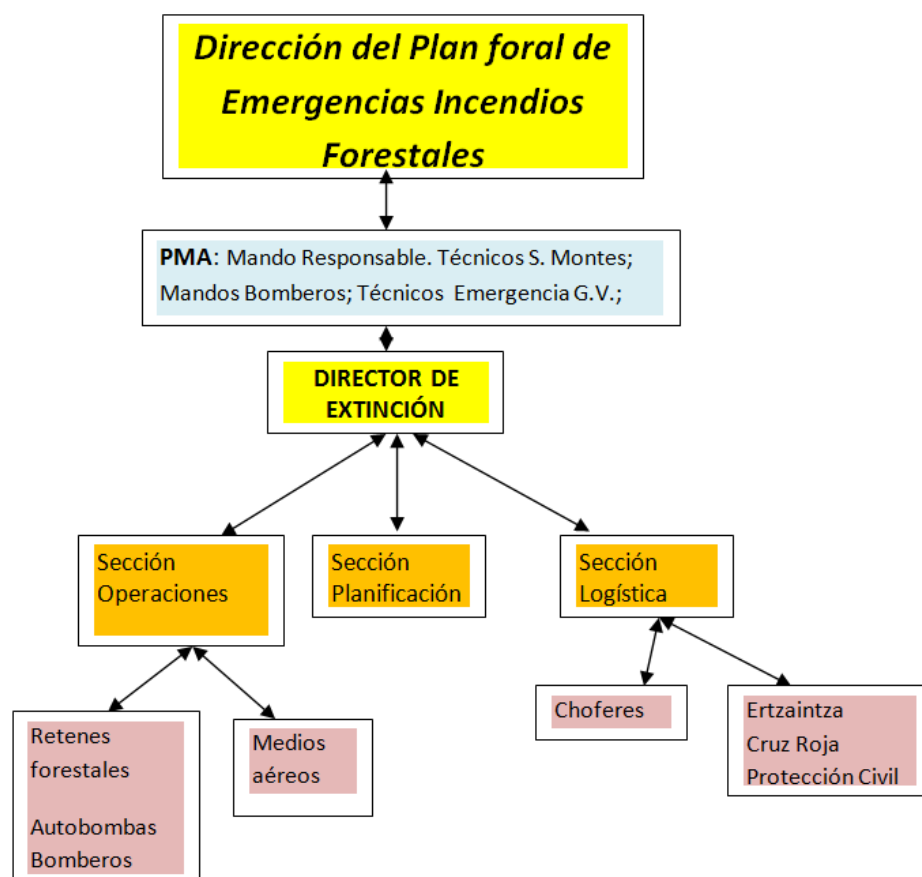 Dirección del Plan foral de
Emergencias Incendios
Forestales
PMA: Mando Responsable. Técnicos S. Montes;
Mandos Bomberos; Técnicos Emergencia G.V.;
DIRECTOR DE
EXTINCIÓN
Sección
Operaciones
Sección
Planificación
Sección
Logística
Retenes
forestales
Autobombas
Bomberos
Medios
aéreos
Choferes
Ertzaintza
Cruz Roja
Protección Civil